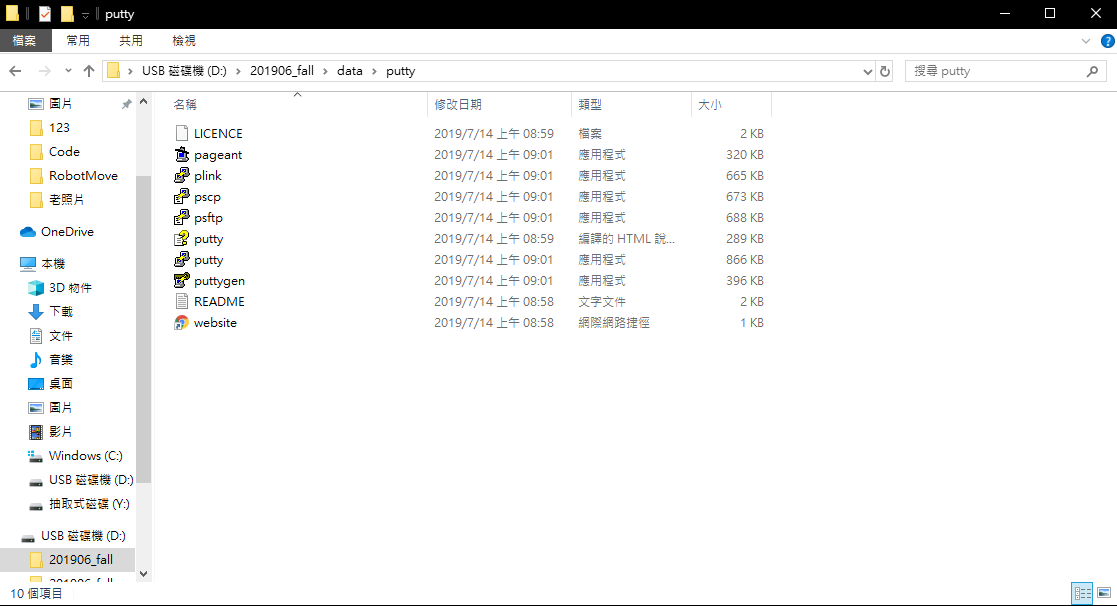 putty
檔案 常用 共用 檢視
USB 磁碟機 (D:) 201906_fall data putty 搜尋 putty
圖片
123
Code
RobotMove
老照片
OneDrive
本機
3D 物件
下載
文件
音樂
桌面
圖片
影片
Windows (C:)
USB 磁碟機 (D:)
抽取式磁碟 (Y:)
USB 磁碟機 (D:)
201906_fall
201906_fall
名稱 修改日期 類型 大小
LICENCE 2019/7/14 上午 08:59 檔案 2 KB
pageant 2019/7/14 上午 09:01 應用程式 320 KB
plink 2019/7/14 上午 09:01 應用程式 665 KB
pscp 2019/7/14 上午 09:01 應用程式 673 KB
psftp 2019/7/14 上午 09:01 應用程式 688 KB
putty 2019/7/14 上午 08:59 編譯的 HTML 說... 289 KB
putty 2019/7/14 上午 09:01 應用程式 866 KB
puttygen 2019/7/14 上午 09:01 應用程式 396 KB
README 2019/7/14 上午 08:58 文字文件 2 KB
website 2019/7/14 上午 08:58 網際網路捷徑 1 KB
10 個項目